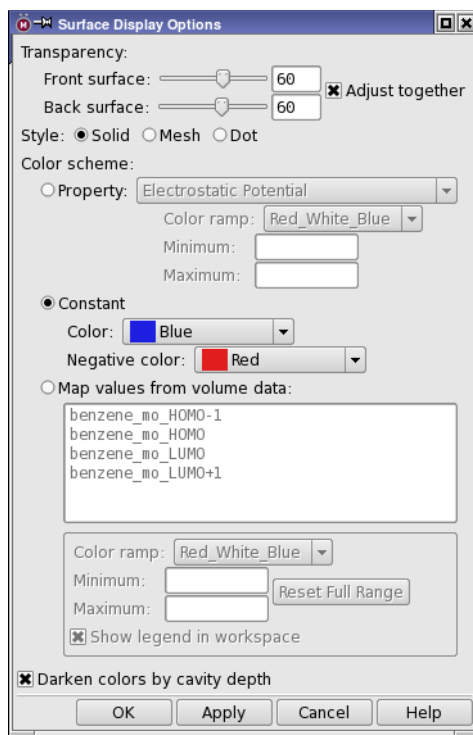 Surface Display Options
Transparency:
Front surface: 60
Adjust together
Back surface: 60
Style: Solid Mesh Dot
Color scheme:
Property: Electrostatic Potential
Color ramp: Red_White_Blue
Minimum:
Maximum:
Constant
Color: Blue
Negative color: Red
Map values from volume data:
benzene_mo_HOMO-1
benzene_mo_HOMO
benzene_mo_LUMO
benzene_mo_LUMO+1
Color ramp: Red_White_Blue
Minimum:
Reset Full Range
Maximum:
Show legend in workspace
Darken colors by cavity depth
OK Apply Cancel Help